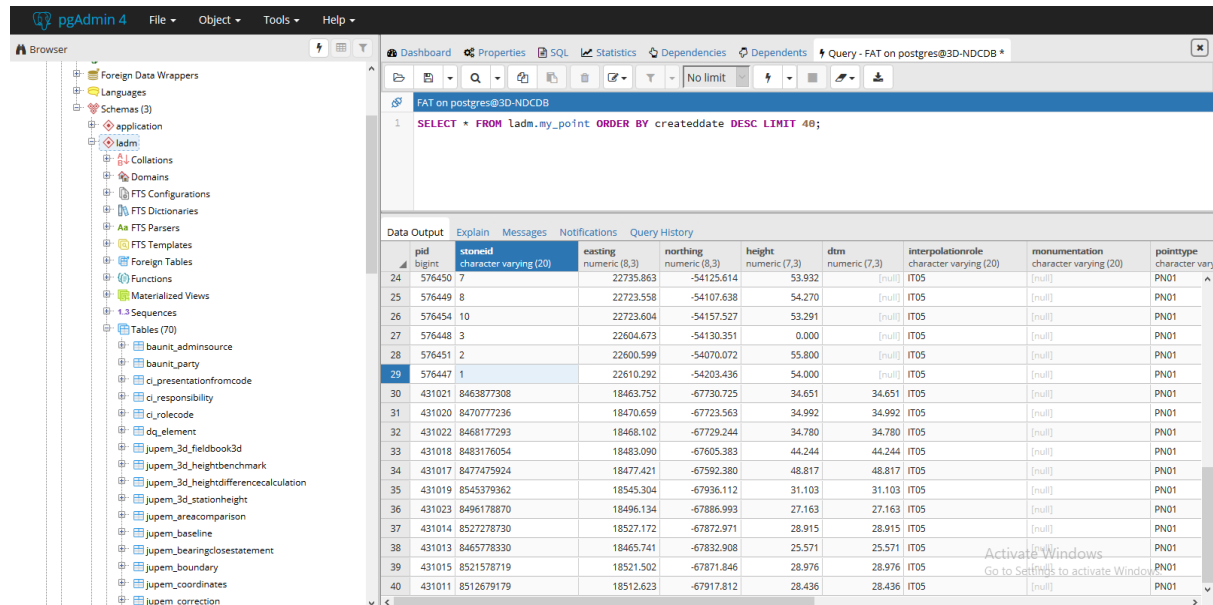 pgAdmin 4 File Object Tools Help
Browser
Foreign Data Wrappers
Languages
Schemas (3)
application
ladm
Collations
Domains
FTS Configurations
FTS Dictionaries
Aa FTS Parsers
FTS Templates
Foreign Tables
Functions
Materialized Views
1..3 Sequences
Tables (70)
baunit_adminsource
baunit_party
ci_presentationfromcode
ci_responsibility
ci_rolecode
dq_element
jupem_3d_fieldbook3d
jupem_3d_heightbenchmark
jupem_3d_heightdifferencecalculation
jupem_3d_stationheight
jupem_areacomparison
jupem_baseline
jupem_bearingclosestatement
jupem_boundary
jupem_coordinates
jupem_correction
Dashboard Properties SQL Statistics Dependencies Dependents Query - FAT on postgres@3D-NDCDB *
No limit
FAT on postgres@3D-NDCDB
1 SELECT * FROM ladm.my_point ORDER BY createddate DESC LIMIT 40;
Data Output Explain Messages Notifications Query History
pid stoneid easting northing height dtm interpolationrole monumentation pointtype
bigint character varying (20) numeric (8,3) numeric (8,3) numeric (7,3) numeric (7,3) character varying (20) character varying (20) character vary
24 576450 7 22735.863 -54125.614 53.932 [null] IT05 [null] PN01
25 576449 8 22723.558 -54107.638 54.270 [null] IT05 [null] PN01
26 576454 10 22723.604 -54157.527 53.291 [null] IT05 [null] PN01
27 576448 3 22604.673 -54130.351 0.000 [null] IT05 [null] PN01
28 576451 2 22600.599 -54070.072 55.800 [null] IT05 [null] PN01
29 576447 1 22610.292 -54203.436 54.000 [null] IT05 [null] PN01
30 431021 8463877308 18463.752 -67730.725 34.651 34.651 IT05 [null] PN01
31 431020 8470777236 18470.659 -67723.563 34.992 34.992 IT05 [null] PN01
32 431022 8468177293 18468.102 -67729.244 34.780 34.780 IT05 [null] PN01
33 431018 8483176054 18483.090 -67605.383 44.244 44.244 IT05 [null] PN01
34 431017 8477475924 18477.421 -67592.380 48.817 48.817 IT05 [null] PN01
35 431019 8545379362 18545.304 -67936.112 31.103 31.103 IT05 [null] PN01
36 431023 8496178870 18496.134 -67886.993 27.163 27.163 IT05 [null] PN01
37 431014 8527278730 18527.172 -67872.971 28.915 28.915 IT05 [null] PN01
38 431013 8465778330 18465.741 -67832.908 25.571 25.571 IT05 [null] PN01
39 431015 8521578719 18521.502 -67871.846 28.976 28.976 IT05 [null] PN01
40 431011 8512679179 18512.623 -67917.812 28.436 28.436 IT05 [null] PN01
Activate Windows
Go to Settings to activate Windows.